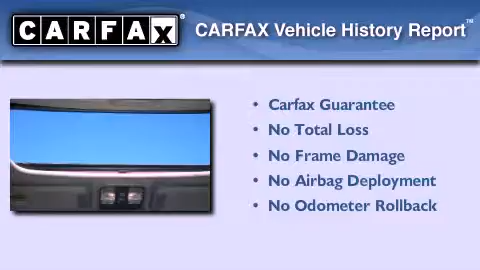 CARFAX® CARFAX Vehicle History Report™
• Carfax Guarantee
• No Total Loss
• No Frame Damage
• No Airbag Deployment
• No Odometer Rollback